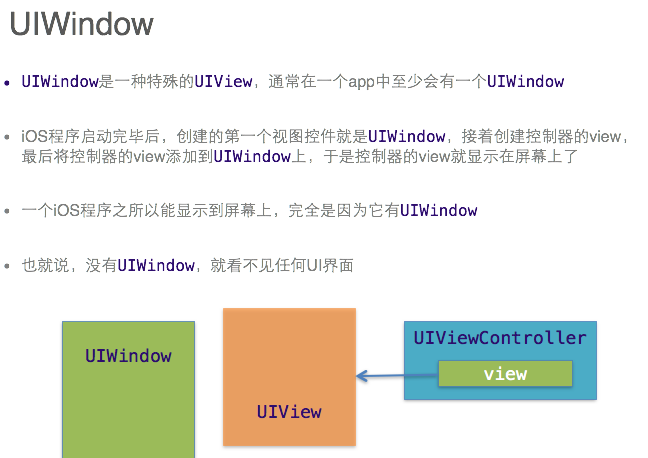 UIWindow
UIWindow是一种特殊的UIView，通常在一个app中至少会有一个UIWindow
iOS程序启动完毕后，创建的第一个视图控件就是UIWindow，接着创建控制器的view，
最后将控制器的view添加到UIWindow上，于是控制器的view就显示在屏幕上了
一个iOS程序之所以能显示到屏幕上，完全是因为它有UIWindow
也就说，没有UIWindow，就看不见任何UI界面
UIWindow
UIView
UIViewController
view